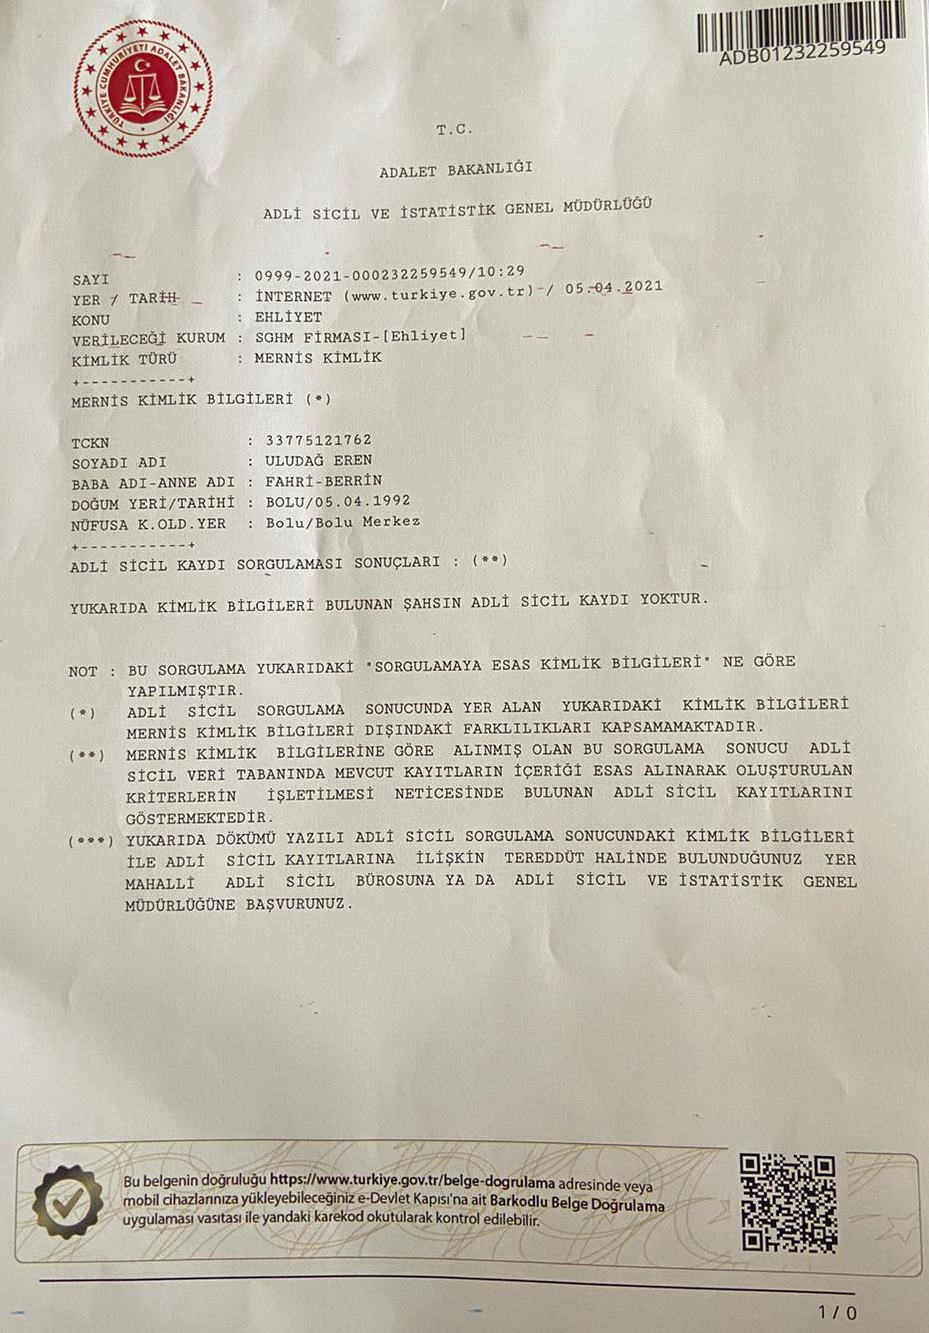 TÜRKİYE CUMHURİYETİ ADALET BAKANLIĞI
ADB01232259549
T.C.
ADALET BAKANLIĞI
ADLİ SİCİL VE İSTATİSTİK GENEL MÜDÜRLÜĞÜ
SAYI : 0999-2021-000232259549/10:29
YER / TARİH : İNTERNET (www.turkiye.gov.tr) / 05.04.2021
KONU : EHLİYET
VERİLECEĞİ KURUM : SGHM FİRMASI-[Ehliyet]
KİMLİK TÜRÜ : MERNİS KİMLİK
+-----------+
MERNİS KİMLİK BİLGİLERİ (*)
TCKN : 33775121762
SOYADI ADI : ULUDAĞ EREN
BABA ADI-ANNE ADI : FAHRİ-BERRİN
DOĞUM YERİ/TARİHİ : BOLU/05.04.1992
NÜFUSA K.OLD.YER : Bolu/Bolu Merkez
+-----------+
ADLİ SİCİL KAYDI SORGULAMASI SONUÇLARI : (**)
YUKARIDA KİMLİK BİLGİLERİ BULUNAN ŞAHSIN ADLİ SİCİL KAYDI YOKTUR.
NOT : BU SORGULAMA YUKARIDAKİ "SORGULAMAYA ESAS KİMLİK BİLGİLERİ" NE GÖRE
YAPILMIŞTIR.
(*) ADLİ SİCİL SORGULAMA SONUCUNDA YER ALAN YUKARIDAKİ KİMLİK BİLGİLERİ
MERNİS KİMLİK BİLGİLERİ DIŞINDAKİ FARKLILIKLARI KAPSAMAMAKTADIR.
(**) MERNİS KİMLİK BİLGİLERİNE GÖRE ALINMIŞ OLAN BU SORGULAMA SONUCU ADLİ
SİCİL VERİ TABANINDA MEVCUT KAYITLARIN İÇERİĞİ ESAS ALINARAK OLUŞTURULAN
KRİTERLERİN İŞLETİLMESİ NETİCESİNDE BULUNAN ADLİ SİCİL KAYITLARINI
GÖSTERMEKTEDİR.
(***) YUKARIDA DÖKÜMÜ YAZILI ADLİ SİCİL SORGULAMA SONUCUNDAKİ KİMLİK BİLGİLERİ
İLE ADLİ SİCİL KAYITLARINA İLİŞKİN TEREDDÜT HALİNDE BULUNDUĞUNUZ YER
MAHALLİ ADLİ SİCİL BÜROSUNA YA DA ADLİ SİCİL VE İSTATİSTİK GENEL
MÜDÜRLÜĞÜNE BAŞVURUNUZ.
Bu belgenin doğruluğu https://www.turkiye.gov.tr/belge-dogrulama adresinde veya
mobil cihazlarınıza yükleyebileceğiniz e-Devlet Kapısı'na ait Barkodlu Belge Doğrulama
uygulaması vasıtası ile yandaki karekod okutularak kontrol edilebilir.
1 / 0